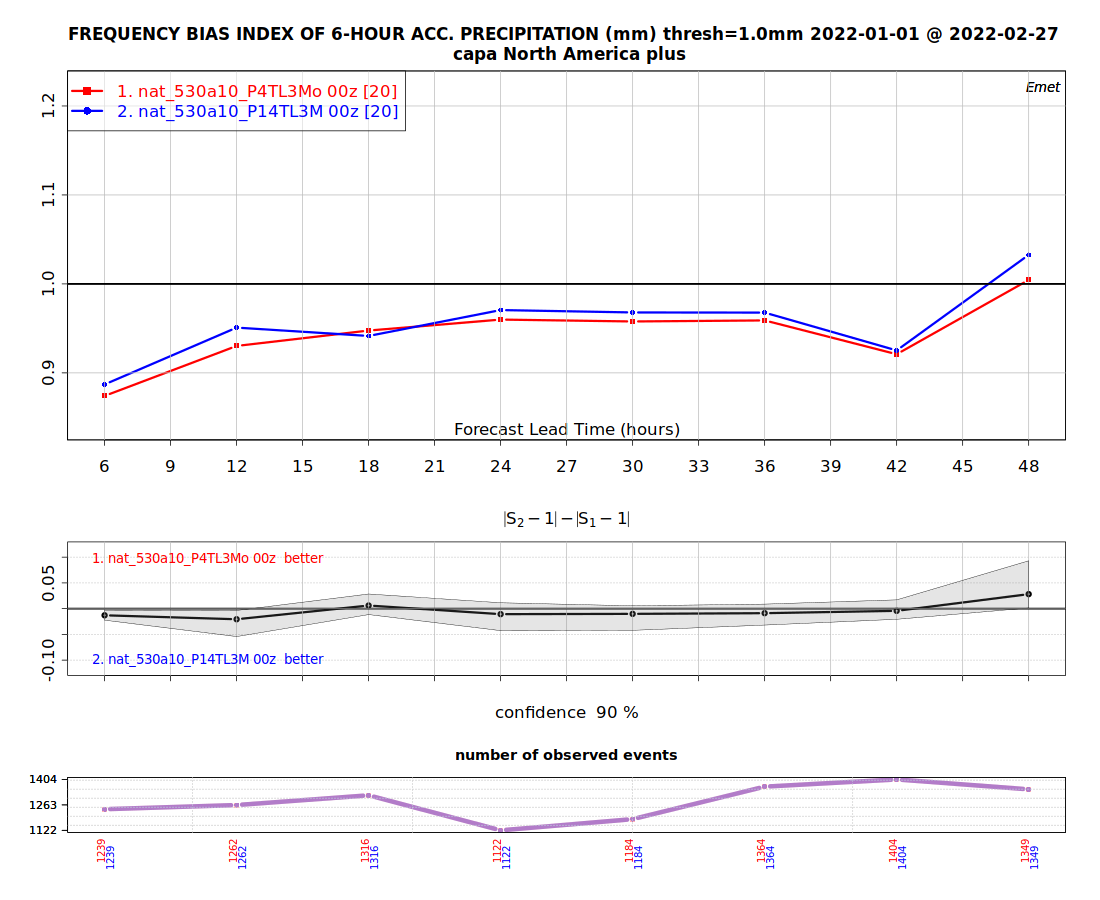 FREQUENCY BIAS INDEX OF 6-HOUR ACC. PRECIPITATION (mm) thresh=1.0mm 2022-01-01 @ 2022-02-27
capa North America plus
1. nat_530a10_P4TL3Mo 00z [20]
2. nat_530a10_P14TL3M 00z [20]
Emet
1.2
1.1
1.0
0.9
Forecast Lead Time (hours)
6 9 12 15 18 21 24 27 30 33 36 39 42 45 48
|S2 − 1| − |S1 − 1|
1. nat_530a10_P4TL3Mo 00z better
0.05
-0.10
2. nat_530a10_P14TL3M 00z better
confidence 90 %
number of observed events
1404
1263
1122
1239 1262 1316 1122 1184 1364 1404 1349
1239 1262 1316 1122 1184 1364 1404 1349